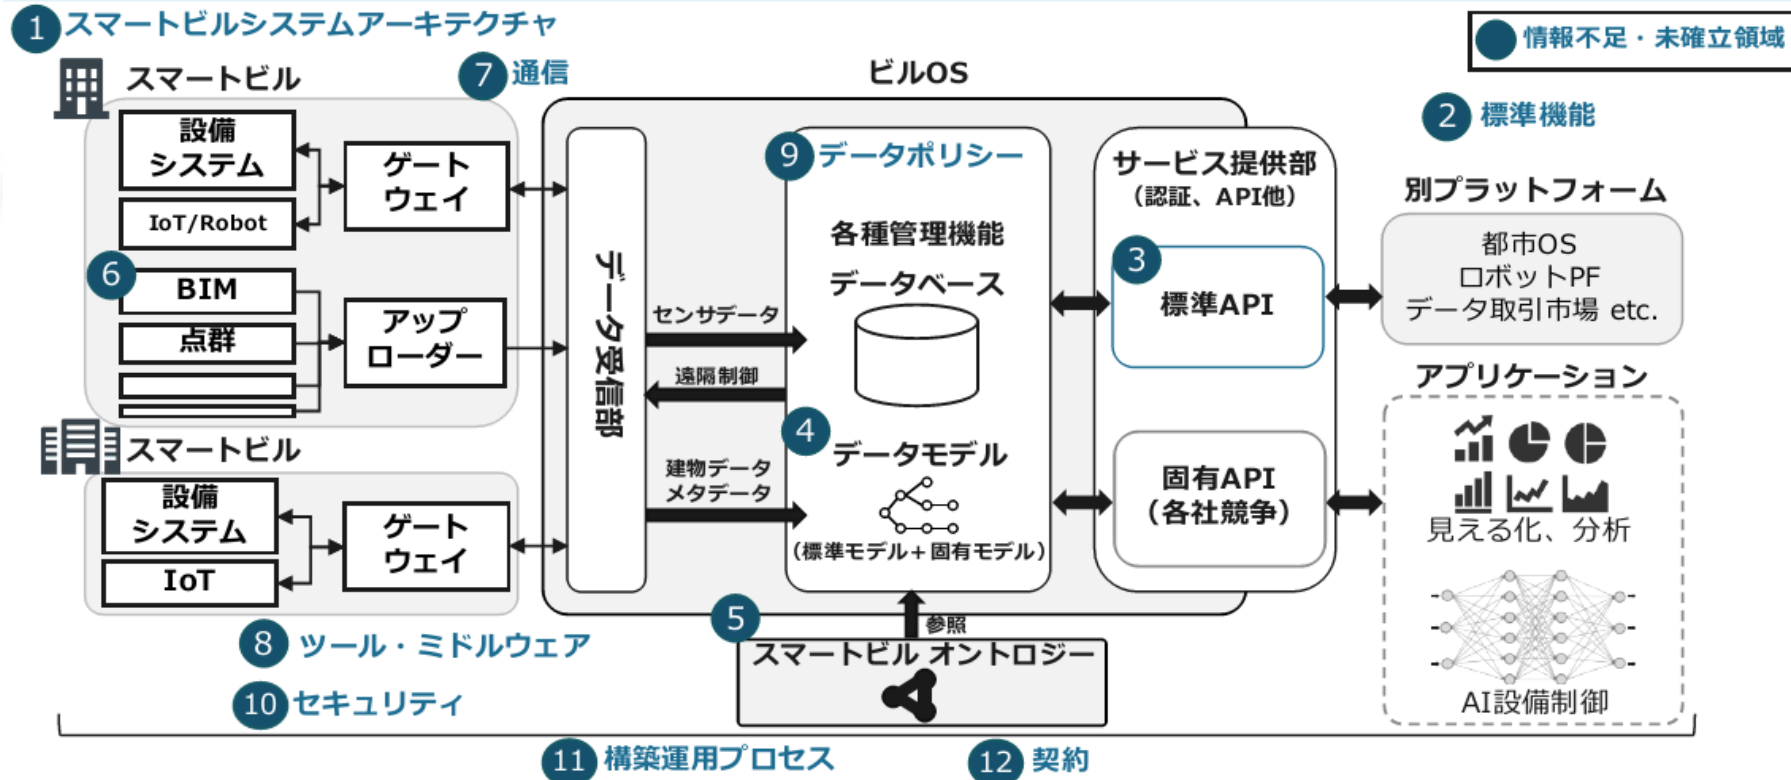 1 スマートビルシステムアーキテクチャ
情報不足・未確立領域
スマートビル
7 通信
設備
システム
IoT/Robot
ゲート
ウェイ
6
BIM
点群
アップ
ローダー
スマートビル
設備
システム
IoT
ゲート
ウェイ
8 ツール・ミドルウェア
10 セキュリティ
ビルOS
データ受信部
センサデータ
遠隔制御
建物データ
メタデータ
9 データポリシー
各種管理機能
データベース
4
データモデル
（標準モデル＋固有モデル）
参照
5
スマートビル オントロジー
サービス提供部
（認証、API他）
3
標準API
固有API
（各社競争）
2 標準機能
別プラットフォーム
都市OS
ロボットPF
データ取引市場 etc.
アプリケーション
見える化、分析
AI設備制御
11 構築運用プロセス
12 契約